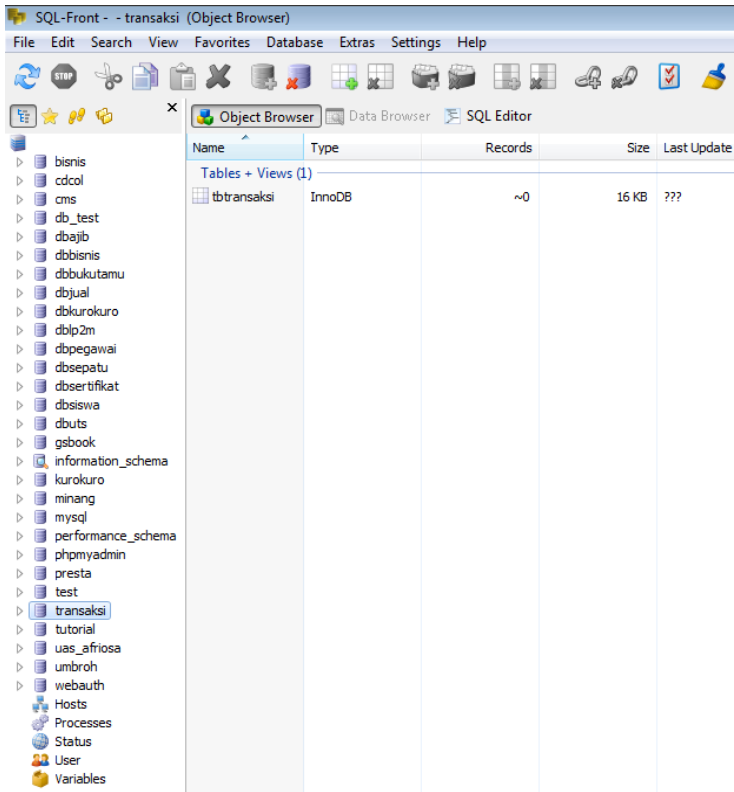 SQL-Front - - transaksi (Object Browser)
File Edit Search View Favorites Database Extras Settings Help
STOP
Object Browser Data Browser SQL Editor
Name Type Records Size Last Update
Tables + Views (1)
tbtransaksi InnoDB ~0 16 KB ???
bisnis
cdcol
cms
db_test
dbajib
dbbisnis
dbbukutamu
dbjual
dbkurokuro
dblp2m
dbpegawai
dbsepatu
dbsertifikat
dbsiswa
dbuts
gsbook
information_schema
kurokuro
minang
mysql
performance_schema
phpmyadmin
presta
test
transaksi
tutorial
uas_afriosa
umbroh
webauth
Hosts
Processes
Status
User
Variables